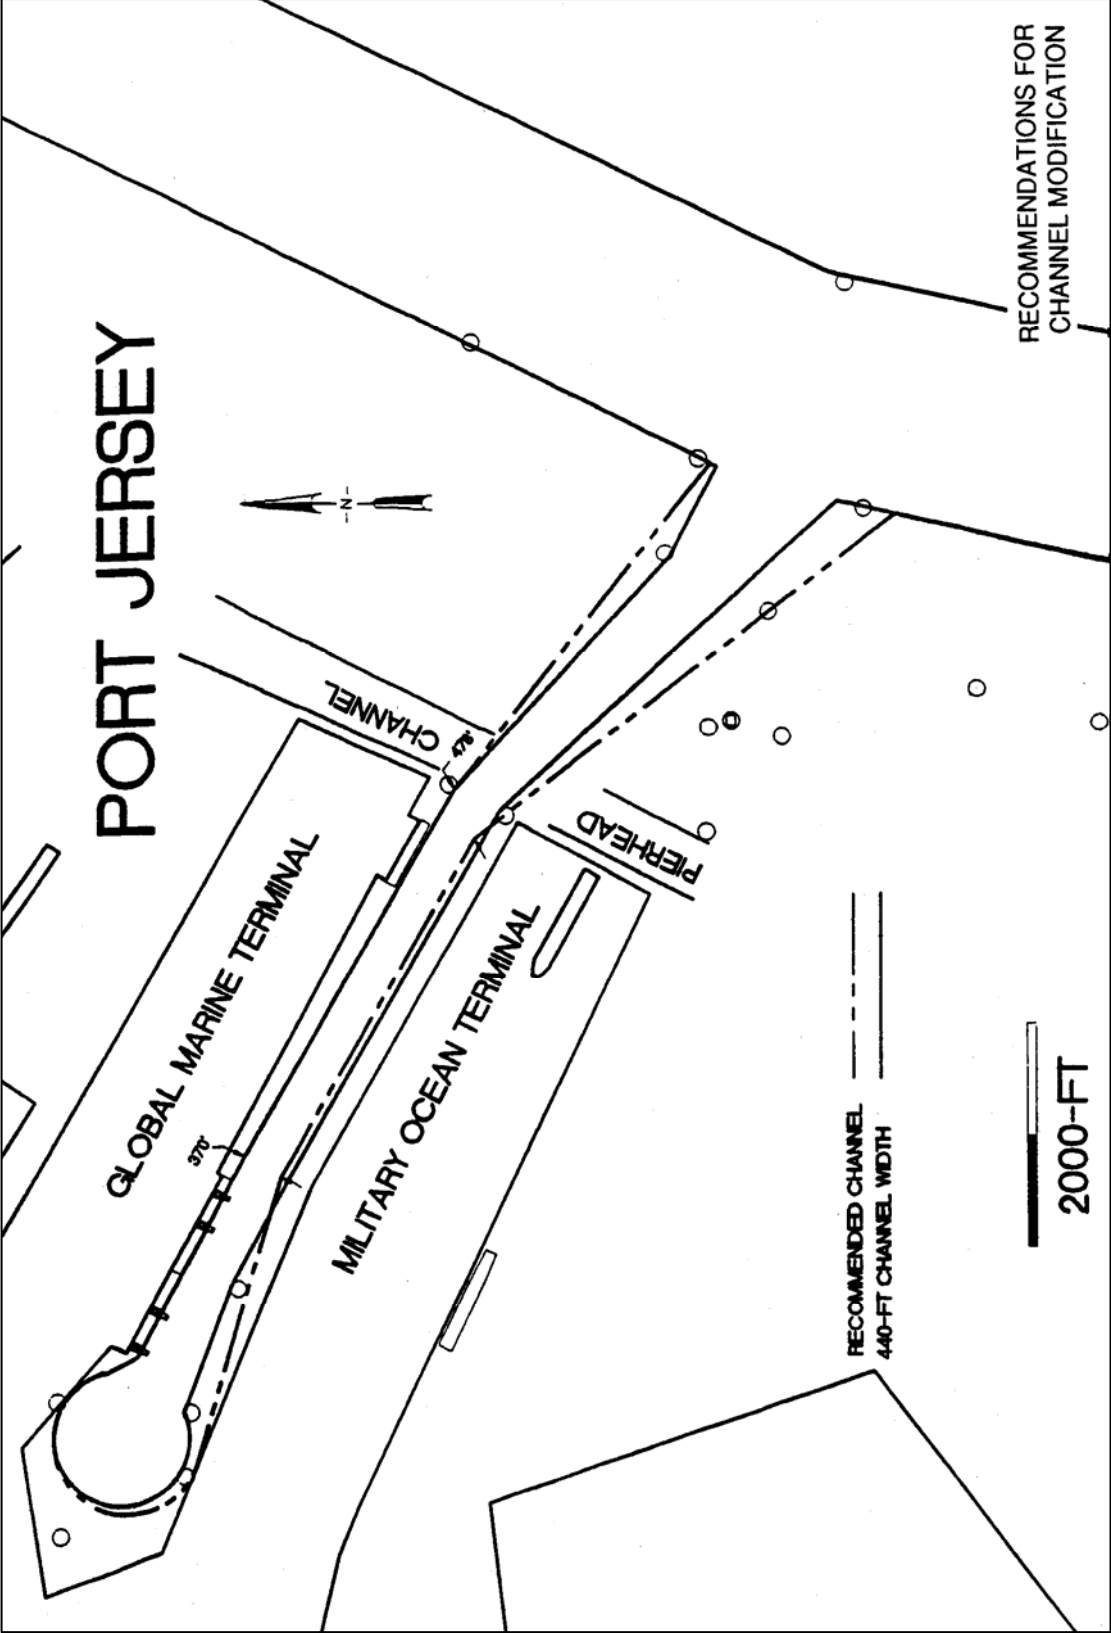 PORT JERSEY
-N-
GLOBAL MARINE TERMINAL
370'
CHANNEL
478'
MILITARY OCEAN TERMINAL
PIERHEAD
RECOMMENDED CHANNEL
440-FT CHANNEL WIDTH
2000-FT
RECOMMENDATIONS FOR
CHANNEL MODIFICATION